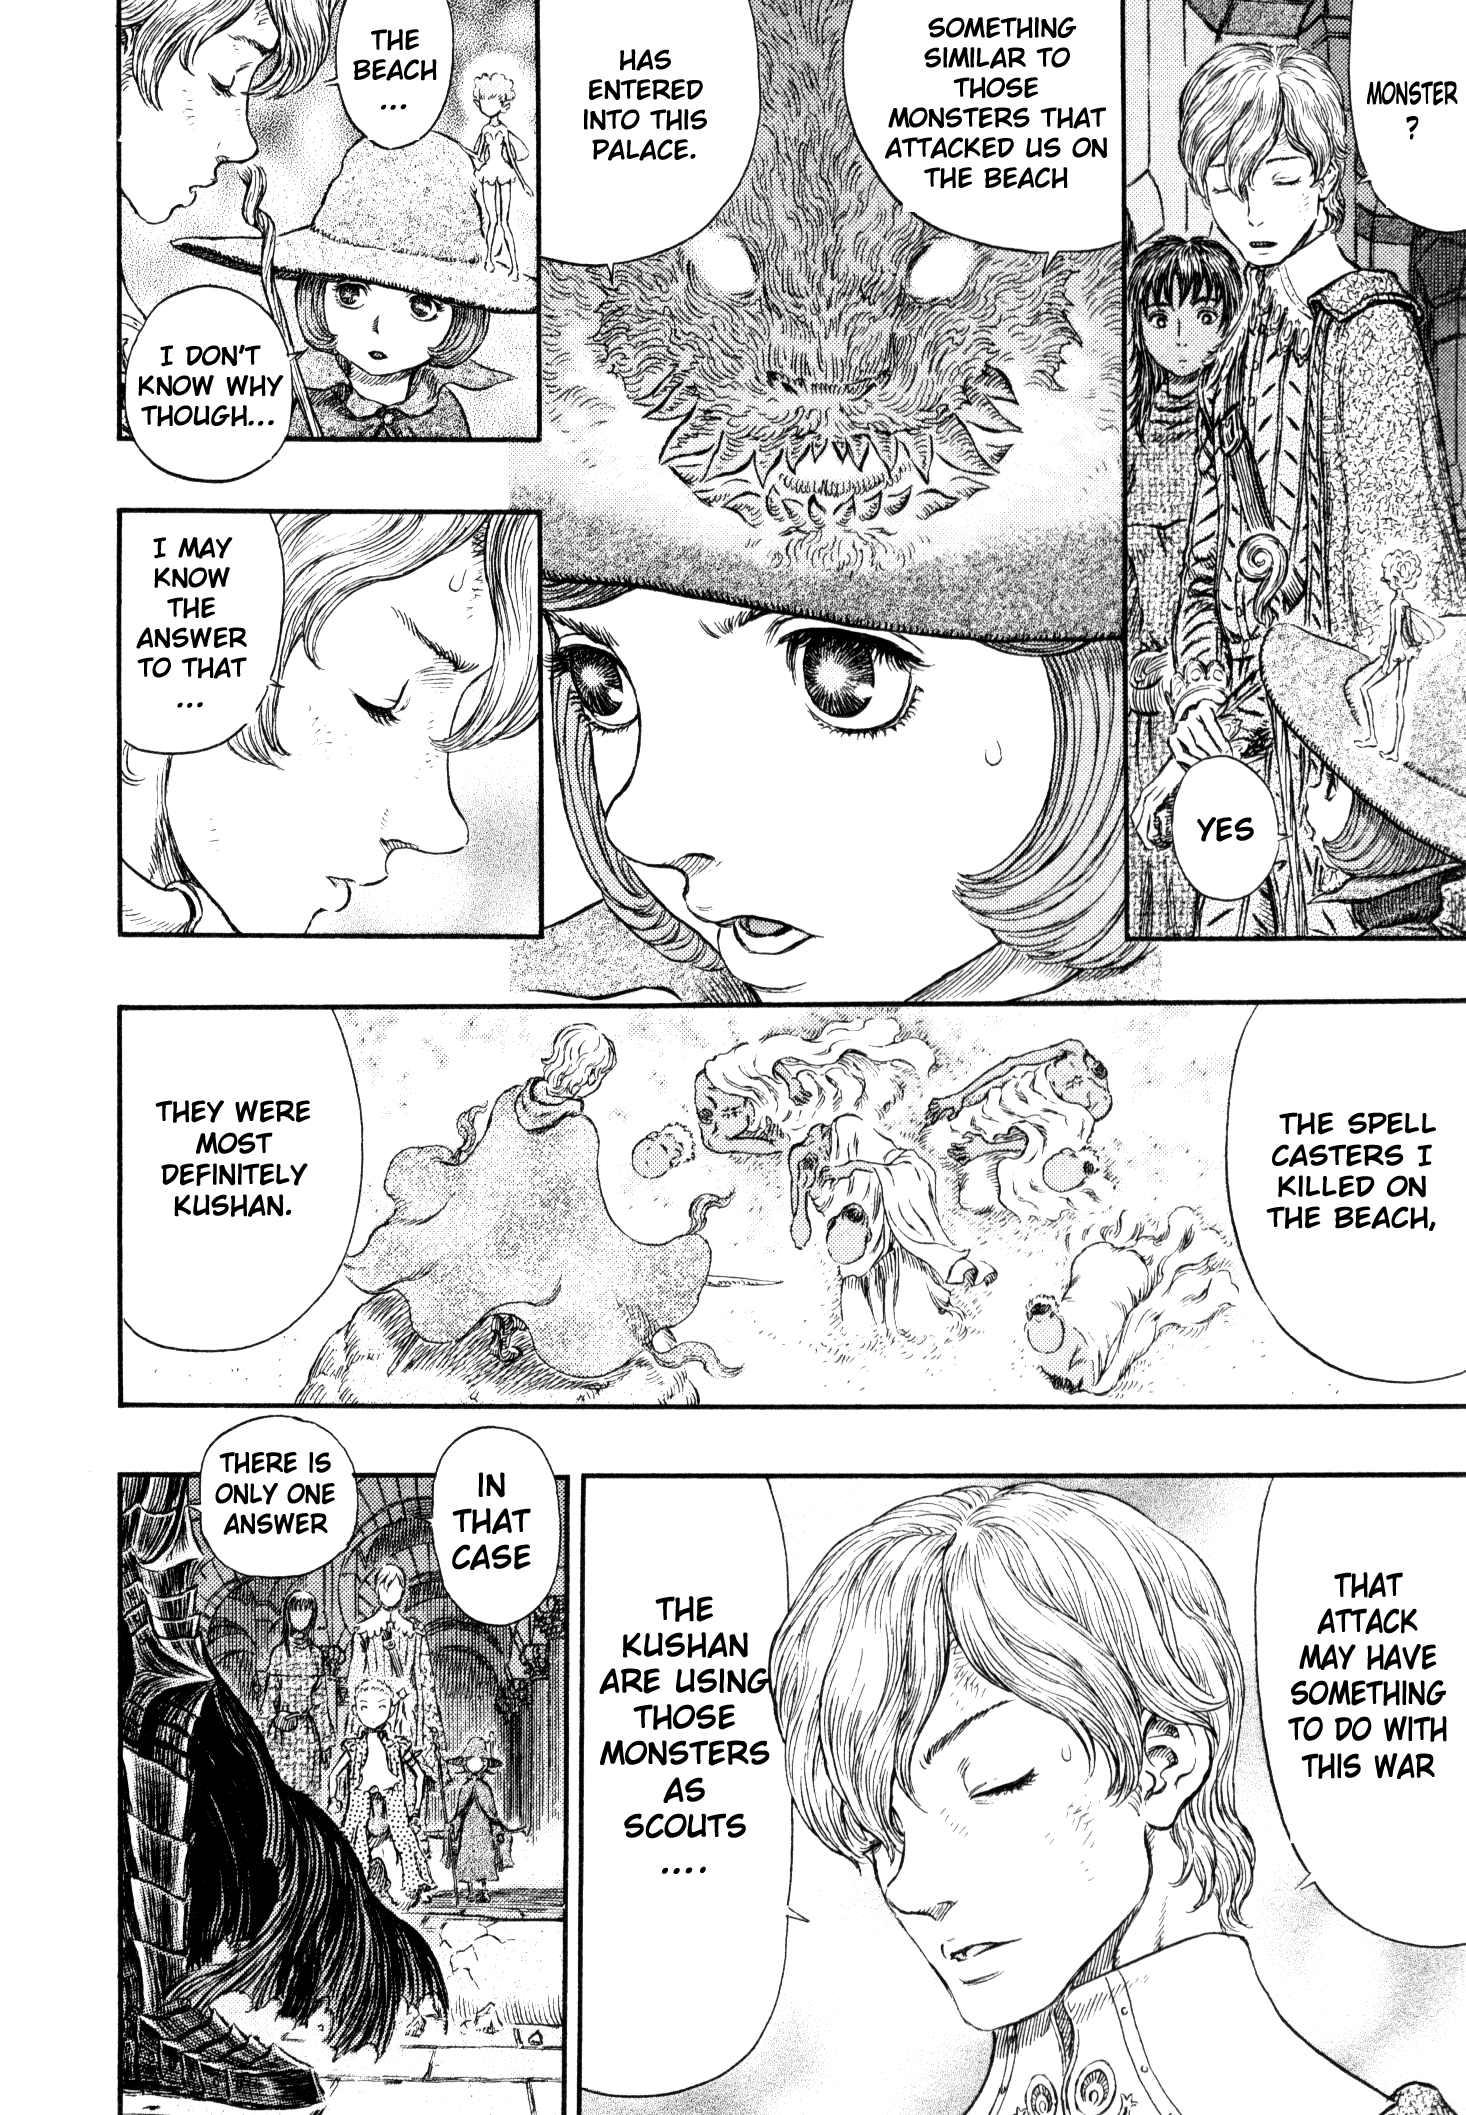 MONSTER
?
YES
SOMETHING
SIMILAR TO
THOSE
MONSTERS THAT
ATTACKED US ON
THE BEACH
HAS
ENTERED
INTO THIS
PALACE.
THE
BEACH
...
I DON'T
KNOW WHY
THOUGH...
I MAY
KNOW
THE
ANSWER
TO THAT
...
THE SPELL
CASTERS I
KILLED ON
THE BEACH,
THEY WERE
MOST
DEFINITELY
KUSHAN.
THAT
ATTACK
MAY HAVE
SOMETHING
TO DO WITH
THIS WAR
THE
KUSHAN
ARE USING
THOSE
MONSTERS
AS
SCOUTS
....
IN
THAT
CASE
THERE IS
ONLY ONE
ANSWER